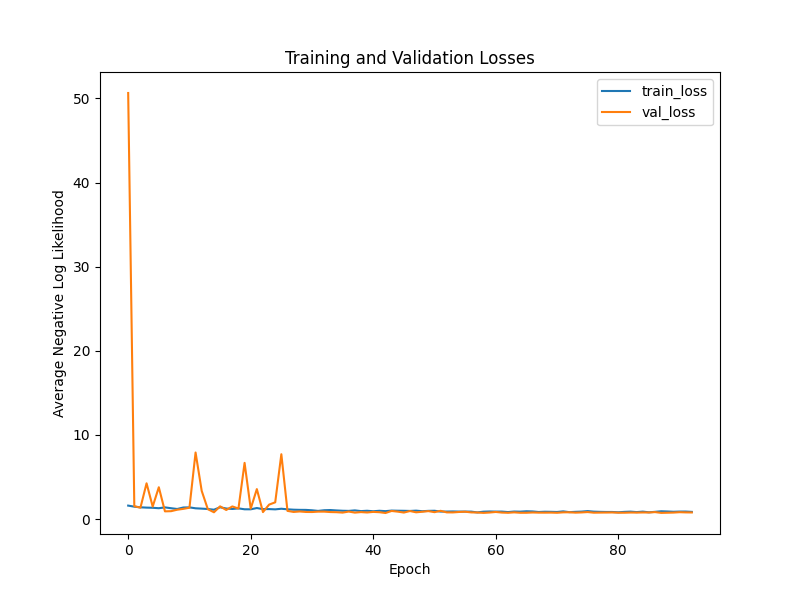 Training and Validation Losses
train_loss
val_loss
50
40
30
20
10
0
Average Negative Log Likelihood
0
20
40
60
80
Epoch